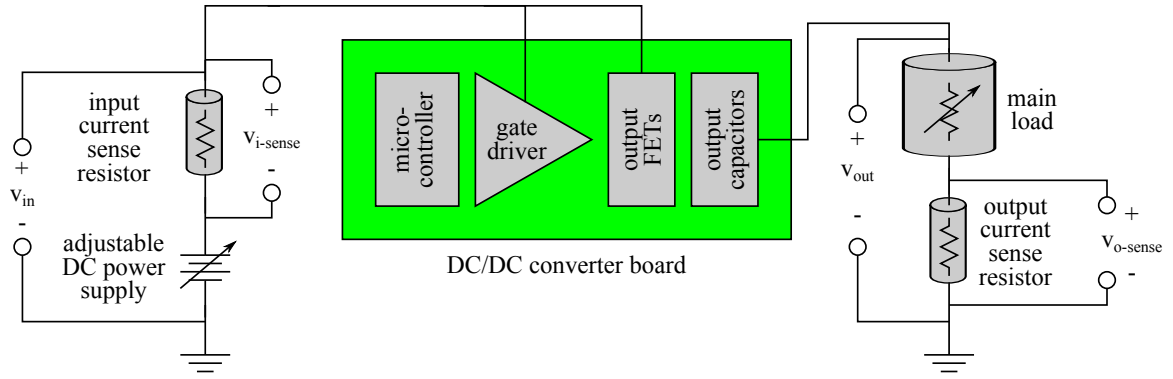 input
current
sense
resistor
+
v_in
-
+
v_i-sense
-
adjustable
DC power
supply
micro-
controller
gate
driver
output
FETs
output
capacitors
DC/DC converter board
+
v_out
-
main
load
output
current
sense
resistor
+
v_o-sense
-